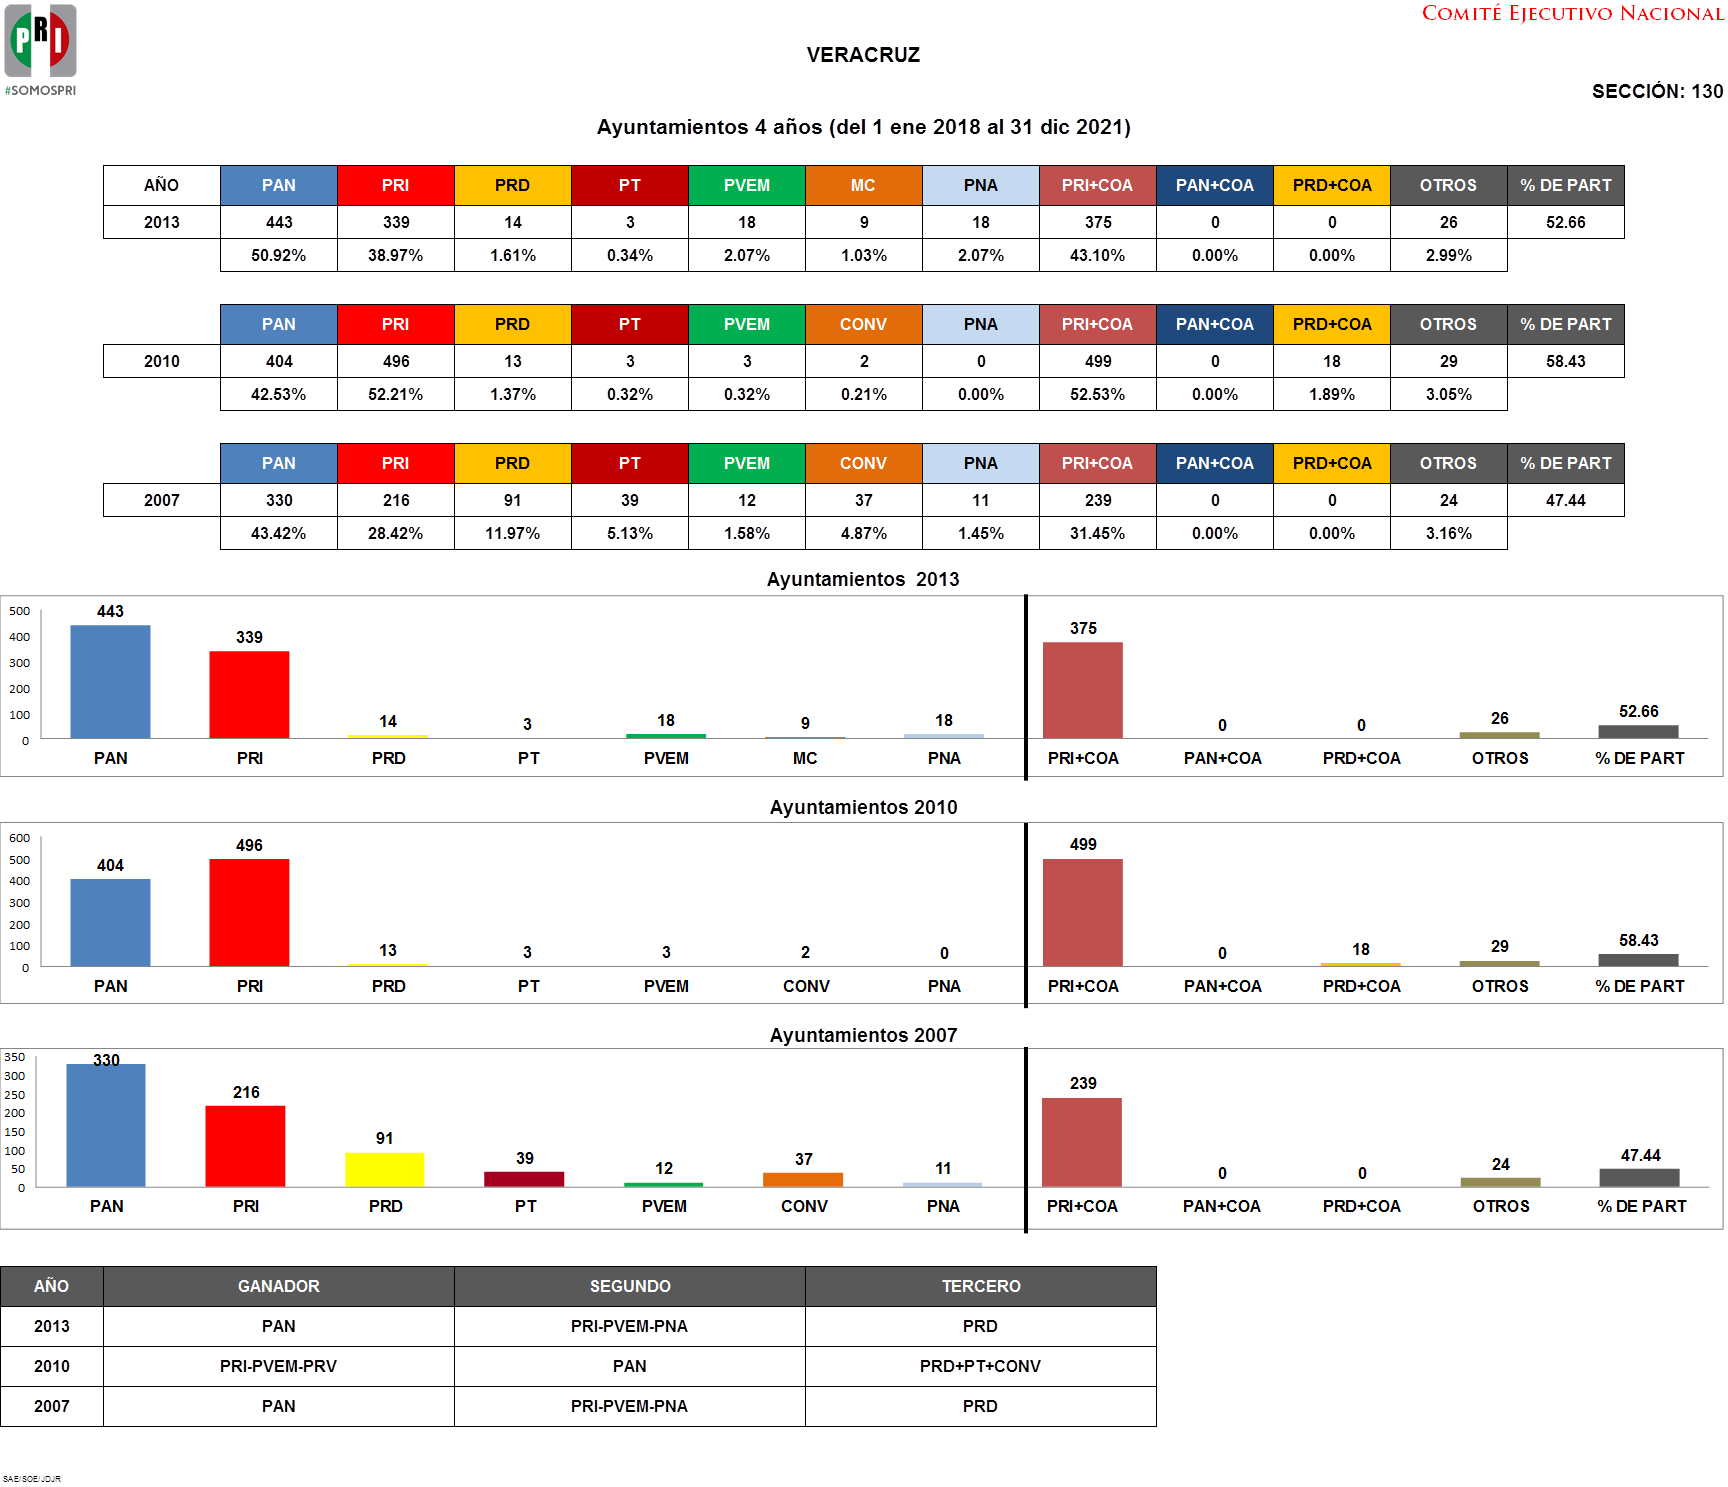 PRI
#SOMOSPRI
COMITÉ EJECUTIVO NACIONAL
VERACRUZ
SECCIÓN: 130
Ayuntamientos 4 años (del 1 ene 2018 al 31 dic 2021)
AÑO PAN PRI PRD PT PVEM MC PNA PRI+COA PAN+COA PRD+COA OTROS % DE PART
2013 443 339 14 3 18 9 18 375 0 0 26 52.66
50.92% 38.97% 1.61% 0.34% 2.07% 1.03% 2.07% 43.10% 0.00% 0.00% 2.99%
PAN PRI PRD PT PVEM CONV PNA PRI+COA PAN+COA PRD+COA OTROS % DE PART
2010 404 496 13 3 3 2 0 499 0 18 29 58.43
42.53% 52.21% 1.37% 0.32% 0.32% 0.21% 0.00% 52.53% 0.00% 1.89% 3.05%
PAN PRI PRD PT PVEM CONV PNA PRI+COA PAN+COA PRD+COA OTROS % DE PART
2007 330 216 91 39 12 37 11 239 0 0 24 47.44
43.42% 28.42% 11.97% 5.13% 1.58% 4.87% 1.45% 31.45% 0.00% 0.00% 3.16%
Ayuntamientos 2013
500
400
300
200
100
0
443 339 14 3 18 9 18 375 0 0 26 52.66
PAN PRI PRD PT PVEM MC PNA PRI+COA PAN+COA PRD+COA OTROS % DE PART
Ayuntamientos 2010
600
500
400
300
200
100
0
404 496 13 3 3 2 0 499 0 18 29 58.43
PAN PRI PRD PT PVEM CONV PNA PRI+COA PAN+COA PRD+COA OTROS % DE PART
Ayuntamientos 2007
350
300
250
200
150
100
50
0
330 216 91 39 12 37 11 239 0 0 24 47.44
PAN PRI PRD PT PVEM CONV PNA PRI+COA PAN+COA PRD+COA OTROS % DE PART
AÑO GANADOR SEGUNDO TERCERO
2013 PAN PRI-PVEM-PNA PRD
2010 PRI-PVEM-PRV PAN PRD+PT+CONV
2007 PAN PRI-PVEM-PNA PRD
SAE/SOE/JDJR